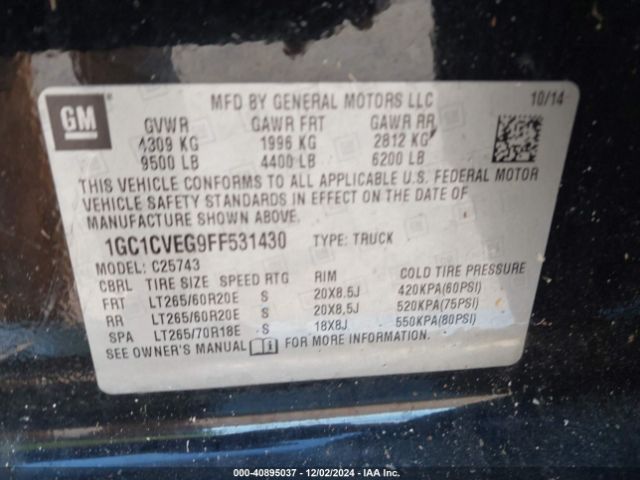 GM
MFD BY GENERAL MOTORS LLC 10/14
GVWR GAWR FRT GAWR RR
4309 KG 1996 KG 2812 KG
9500 LB 4400 LB 6200 LB
THIS VEHICLE CONFORMS TO ALL APPLICABLE U.S. FEDERAL MOTOR
VEHICLE SAFETY STANDARDS IN EFFECT ON THE DATE OF
MANUFACTURE SHOWN ABOVE.
1GC1CVEG9FF531430 TYPE: TRUCK
MODEL: C25743
CBRL TIRE SIZE SPEED RTG RIM COLD TIRE PRESSURE
FRT LT265/60R20E S 20X8.5J 420KPA(60PSI)
RR LT265/60R20E S 20X8.5J 520KPA(75PSI)
SPA LT265/70R18E S 18X8J 550KPA(80PSI)
SEE OWNER'S MANUAL FOR MORE INFORMATION.
000-40895037 - 12/02/2024 - IAA Inc.